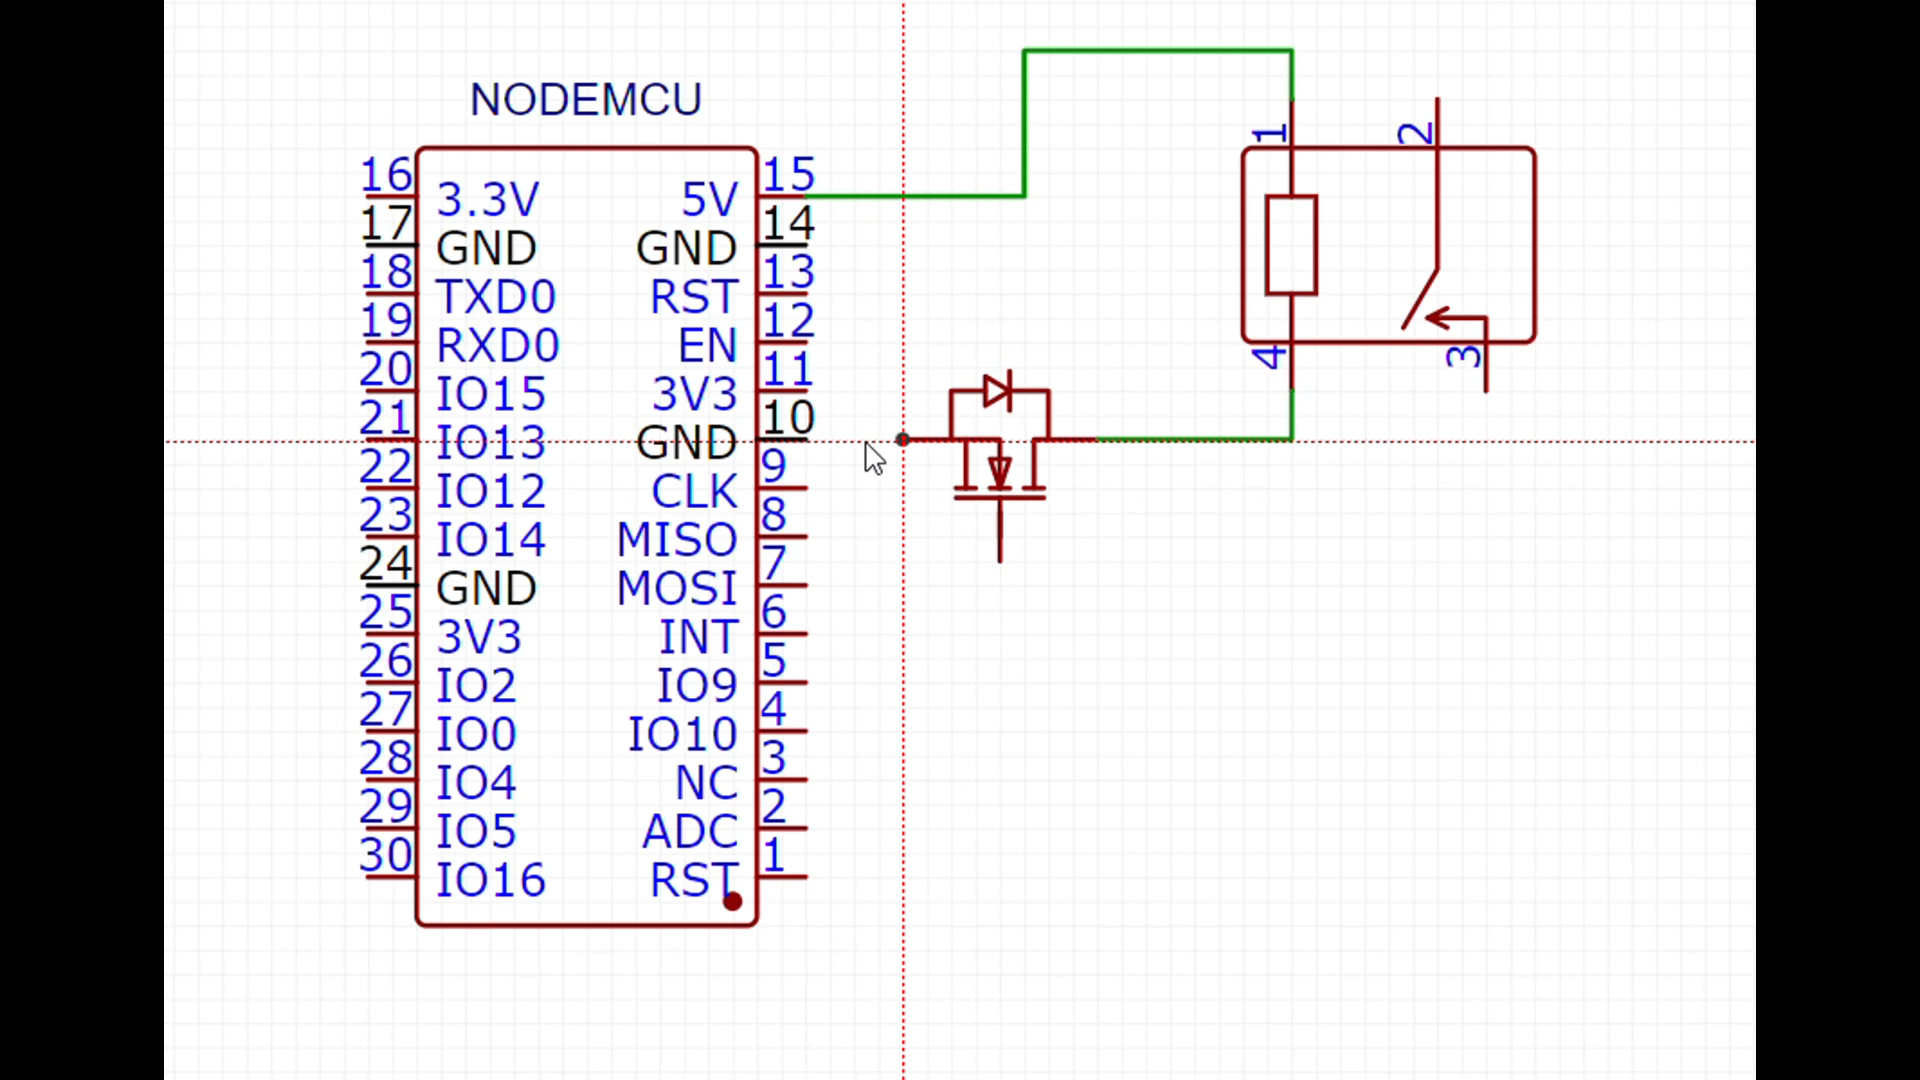 NODEMCU
16 3.3V 5V 15
17 GND GND 14
18 TXD0 RST 13
19 RXD0 EN 12
20 IO15 3V3 11
21 IO13 GND 10
22 IO12 CLK 9
23 IO14 MISO 8
24 GND MOSI 7
25 3V3 INT 6
26 IO2 IO9 5
27 IO0 IO10 4
28 IO4 NC 3
29 IO5 ADC 2
30 IO16 RST 1
1 2
4 3